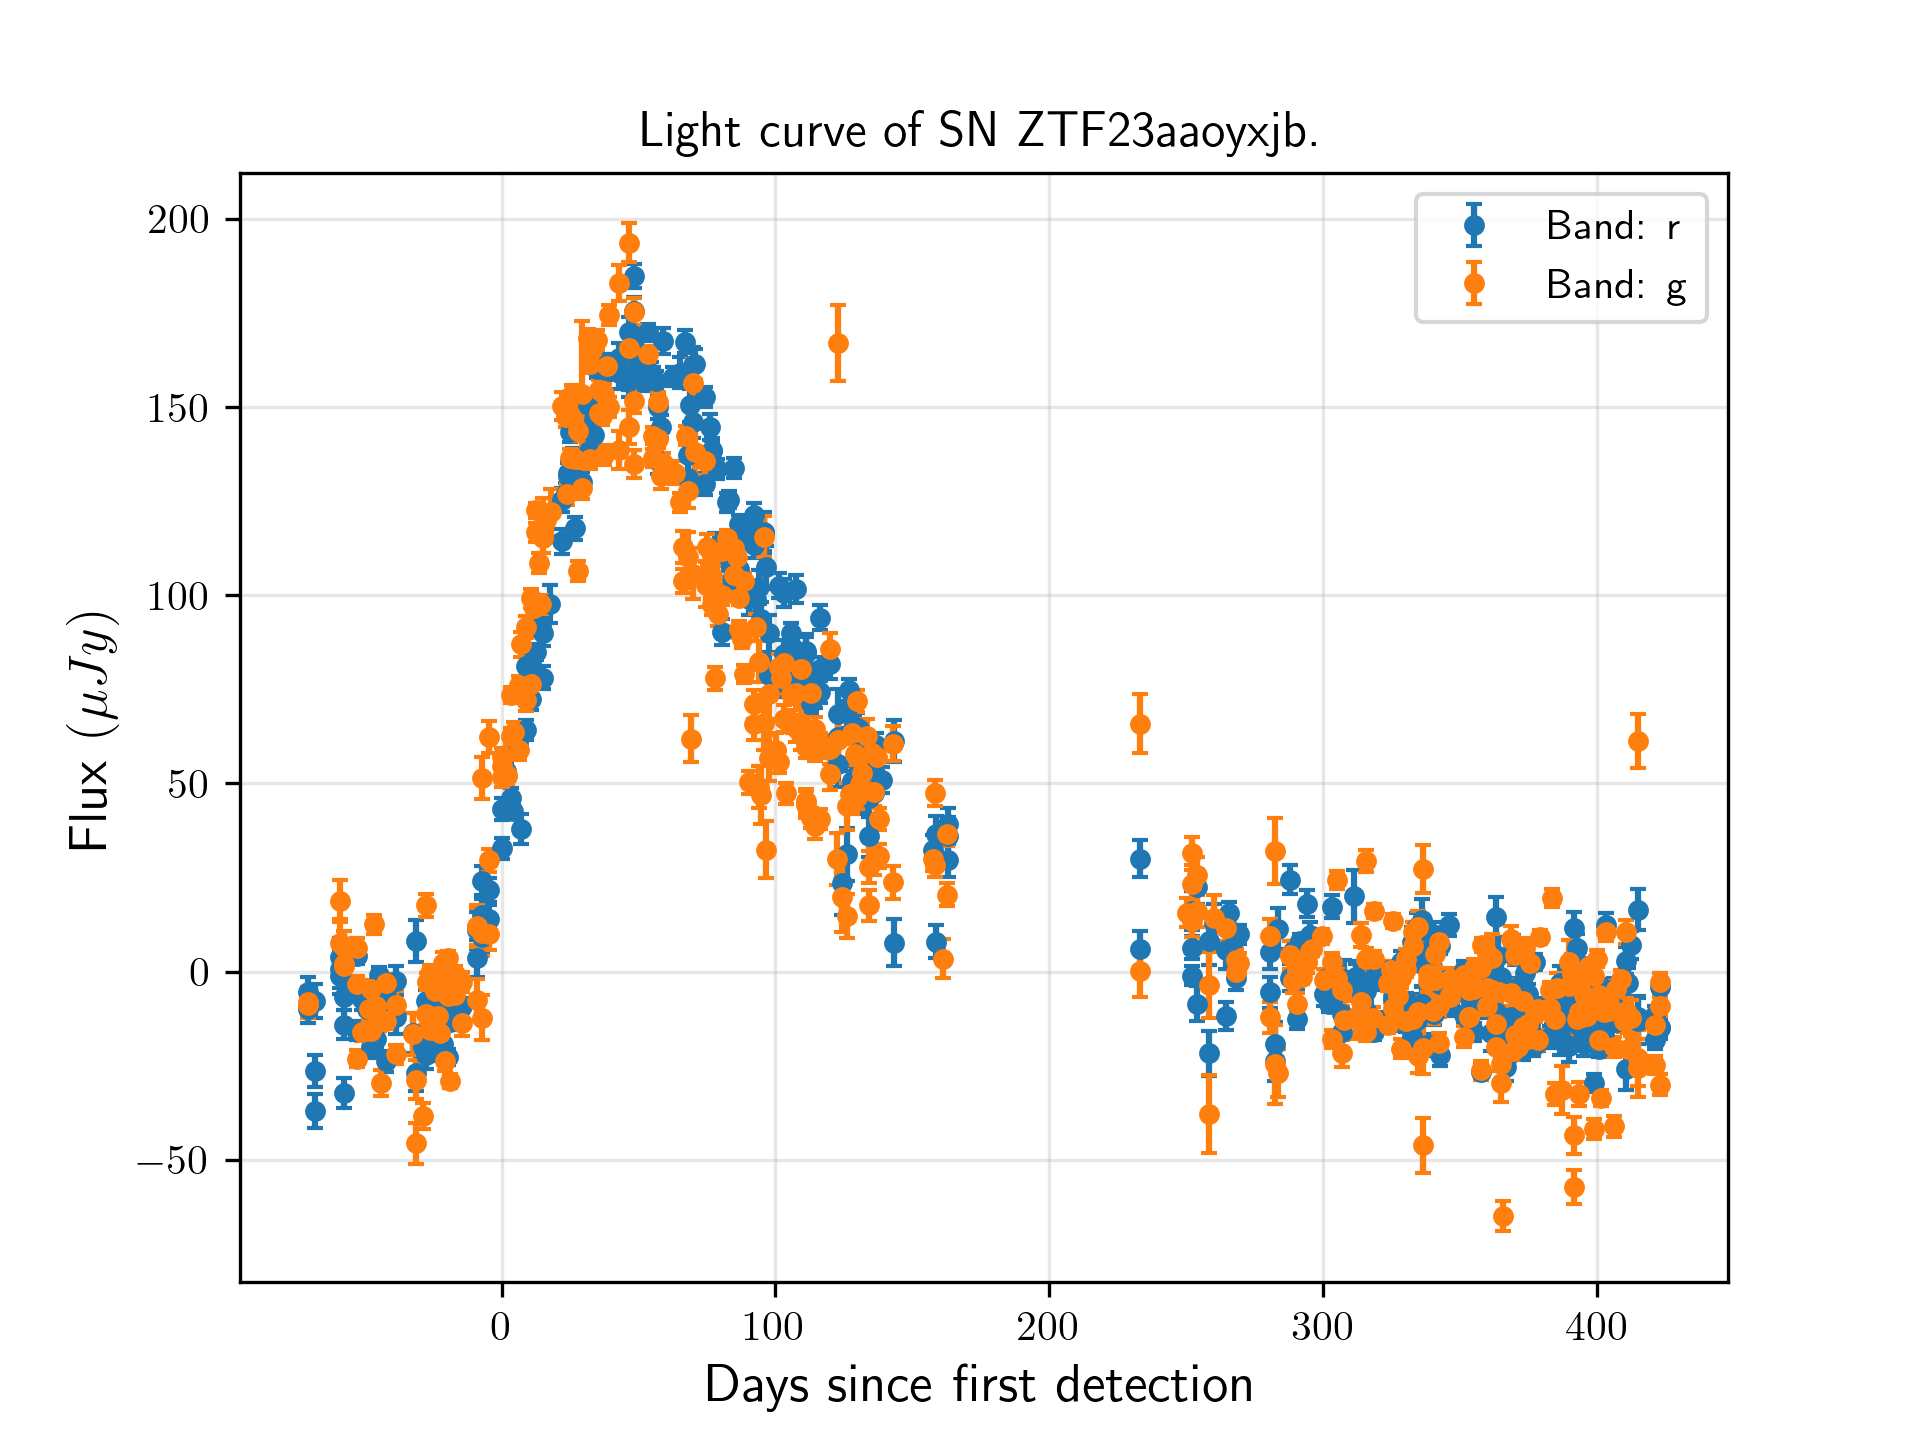 Light curve of SN ZTF23aaoyxjb.
Band: r
Band: g
200
150
100
50
0
−50
Flux (μJy)
0 100 200 300 400
Days since first detection